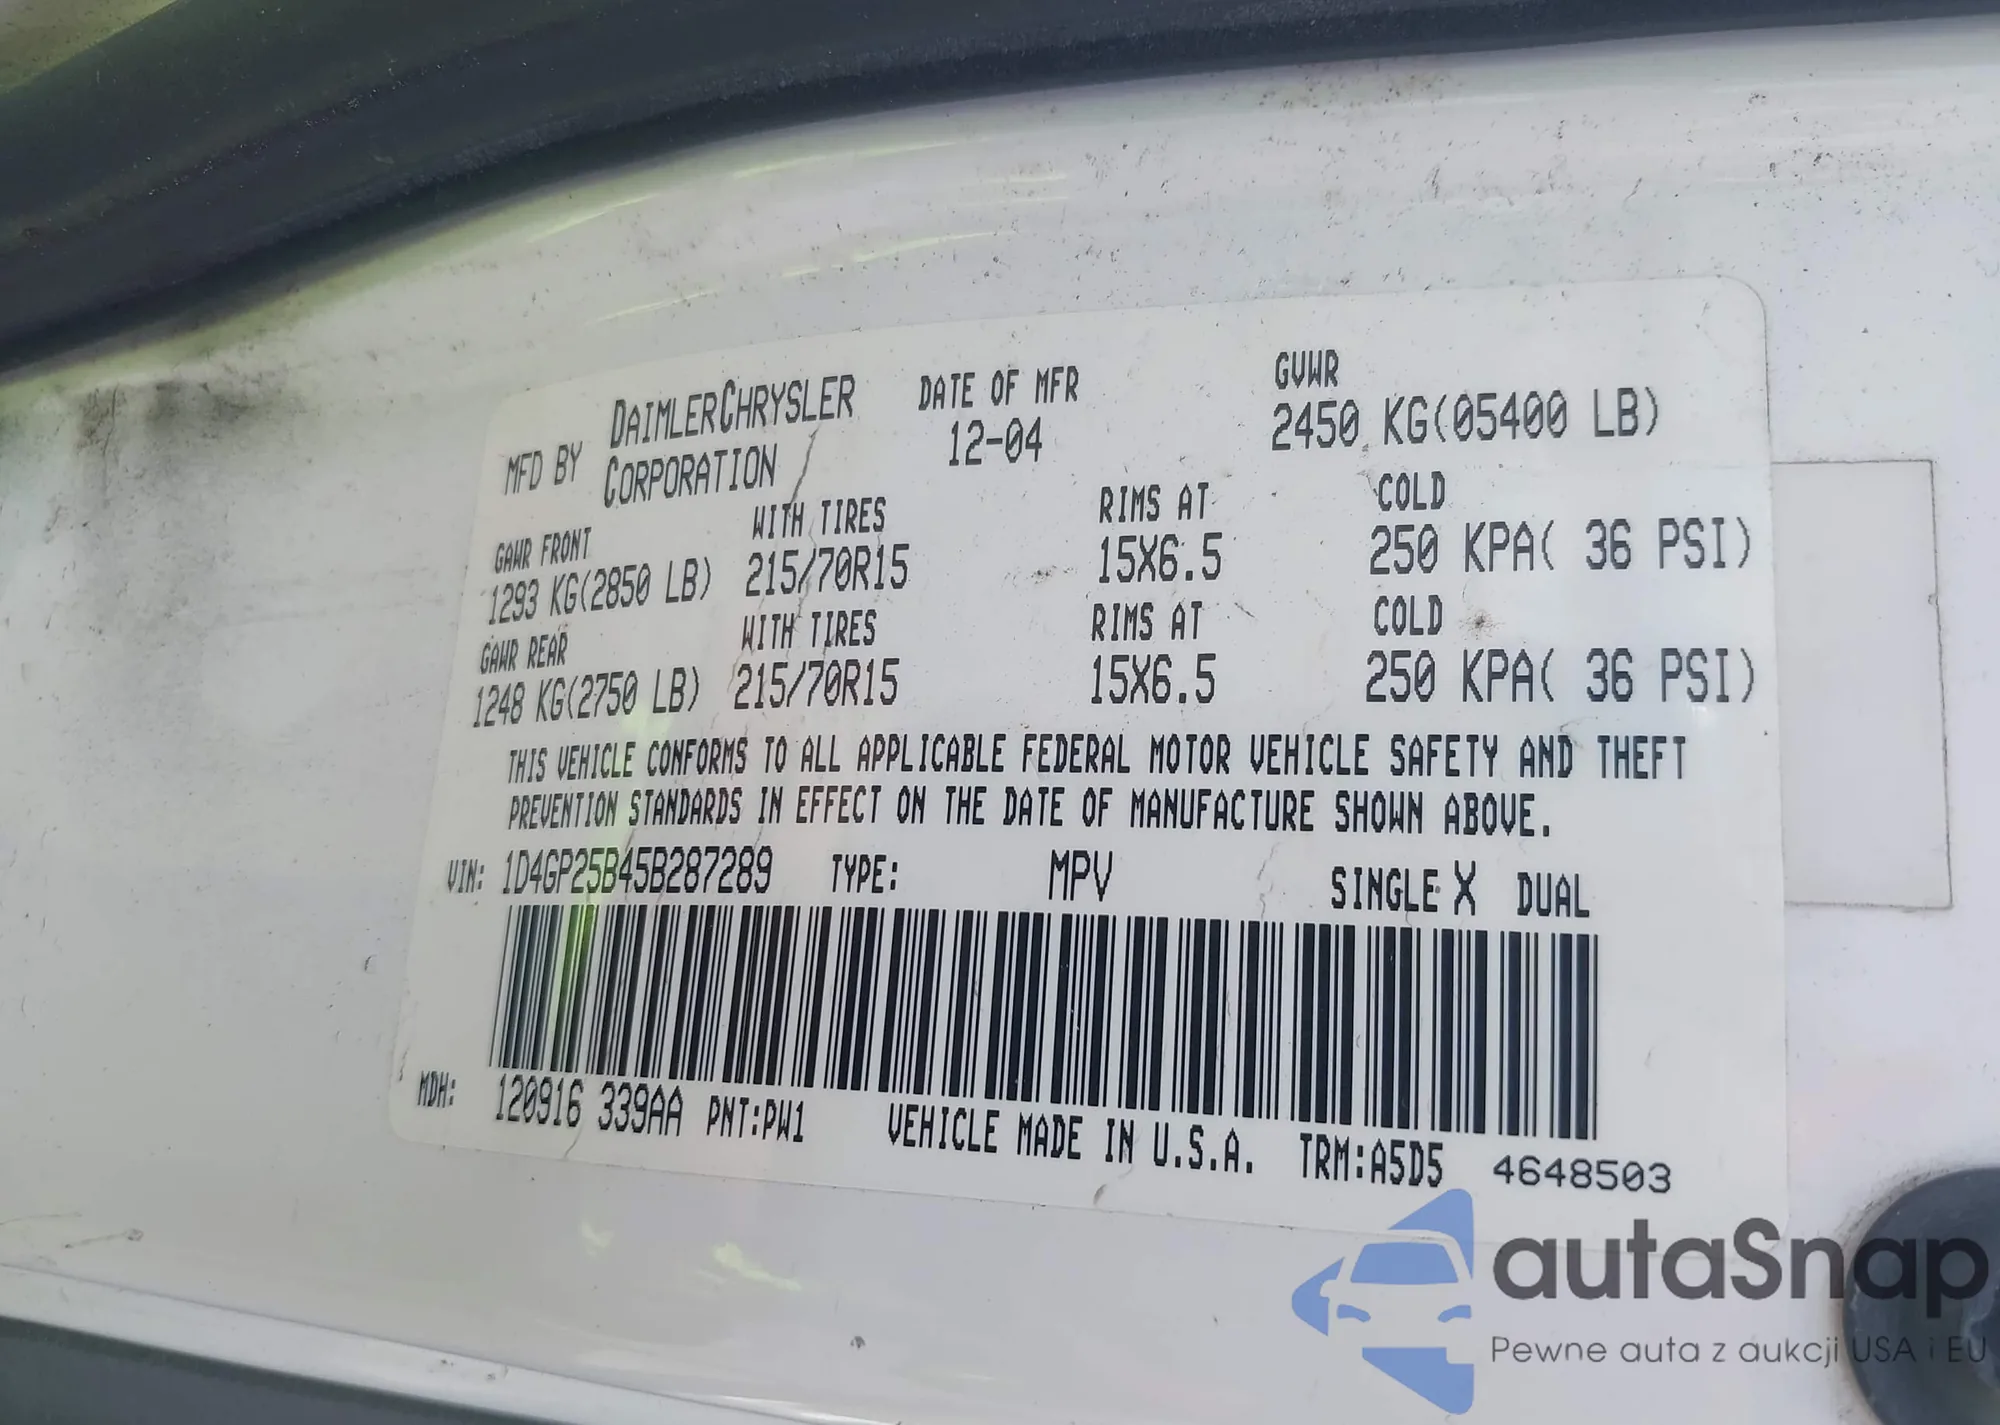 MFD BY DAIMLERCHRYSLER CORPORATION DATE OF MFR 12-04 GVWR 2450 KG(05400 LB)
GAWR FRONT WITH TIRES RIMS AT COLD
1293 KG(2850 LB) 215/70R15 15X6.5 250 KPA( 36 PSI)
GAWR REAR WITH TIRES RIMS AT COLD
1248 KG(2750 LB) 215/70R15 15X6.5 250 KPA( 36 PSI)
THIS VEHICLE CONFORMS TO ALL APPLICABLE FEDERAL MOTOR VEHICLE SAFETY AND THEFT
PREVENTION STANDARDS IN EFFECT ON THE DATE OF MANUFACTURE SHOWN ABOVE.
VIN: 1D4GP25B45B287289 TYPE: MPV SINGLE X DUAL
MDH: 120916 339AA PNT:PW1 VEHICLE MADE IN U.S.A. TRM:A5D5 4648503
autaSnap
Pewne auta z aukcji USA i EU